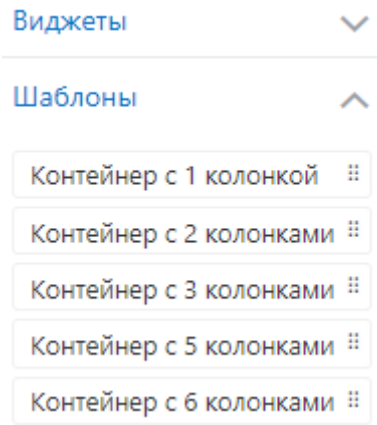 Виджеты
Шаблоны
Контейнер с 1 колонкой
Контейнер с 2 колонками
Контейнер с 3 колонками
Контейнер с 5 колонками
Контейнер с 6 колонками